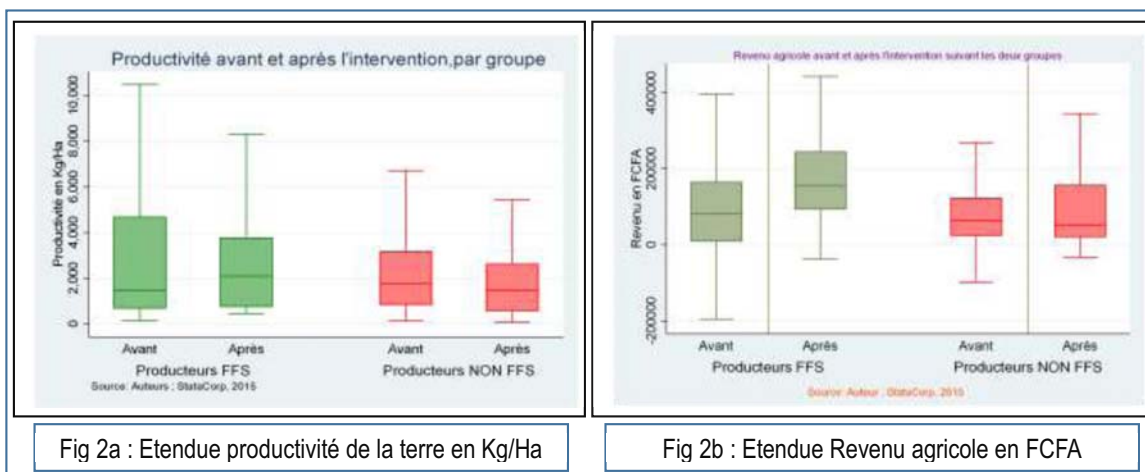 Productivité avant et après l'intervention,par groupe
Productivité en Kg/Ha
10,000
8,000
6,000
4,000
2,000
0
Avant Après Avant Après
Producteurs FFS Producteurs NON FFS
Source: Auteurs ; StataCorp, 2015
Fig 2a : Etendue productivité de la terre en Kg/Ha
Revenu agricole avant et après l'intervention suivant les deux groupes
Revenu en FCFA
400000
200000
0
-200000
Avant Après Avant Après
Producteurs FFS Producteurs NON FFS
Source: Auteur ; StataCorp, 2015
Fig 2b : Etendue Revenu agricole en FCFA